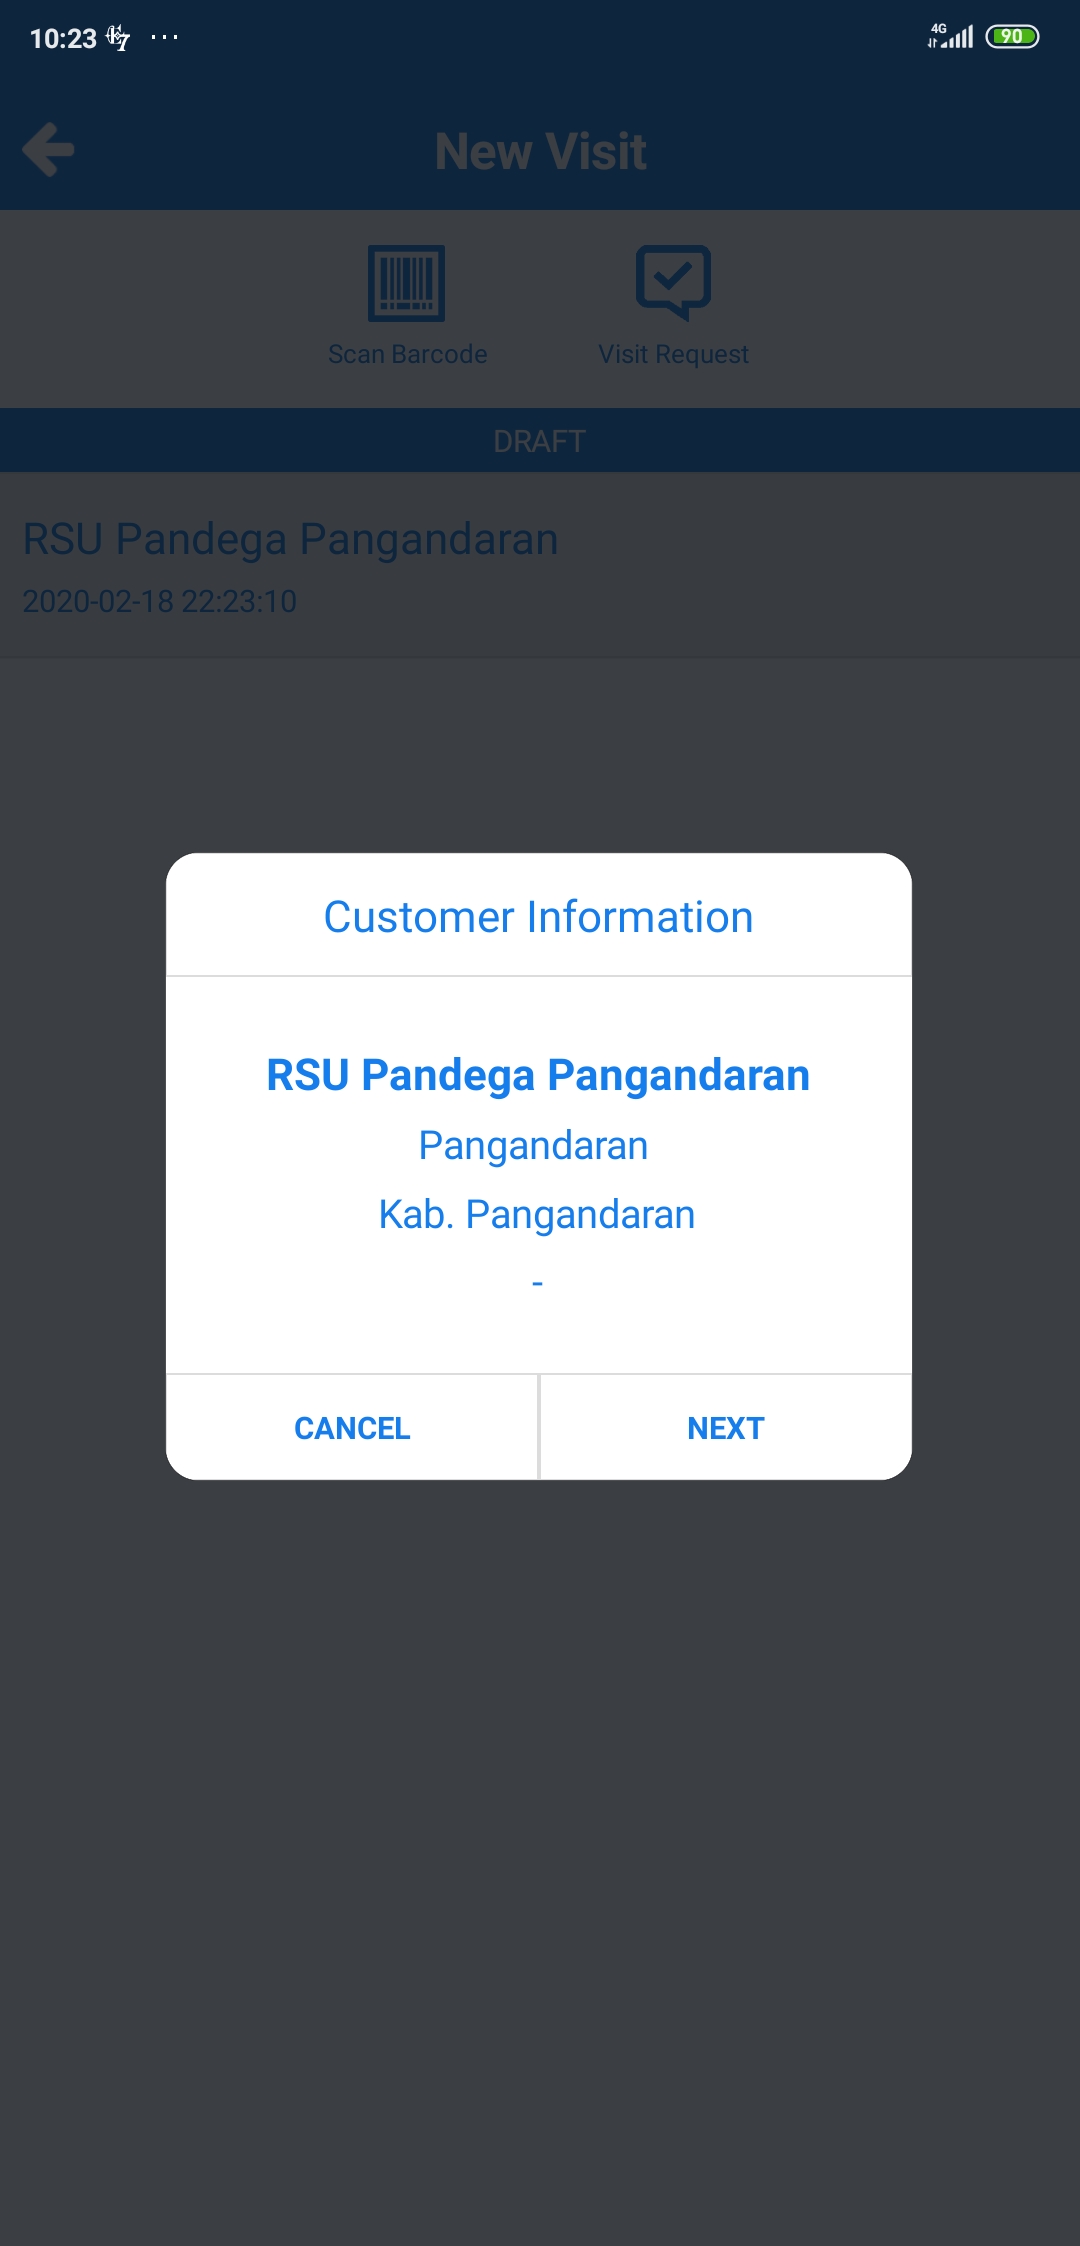 10:23 ...
4G
90
New Visit
Scan Barcode
Visit Request
DRAFT
RSU Pandega Pangandaran
2020-02-18 22:23:10
Customer Information
RSU Pandega Pangandaran
Pangandaran
Kab. Pangandaran
-
CANCEL
NEXT